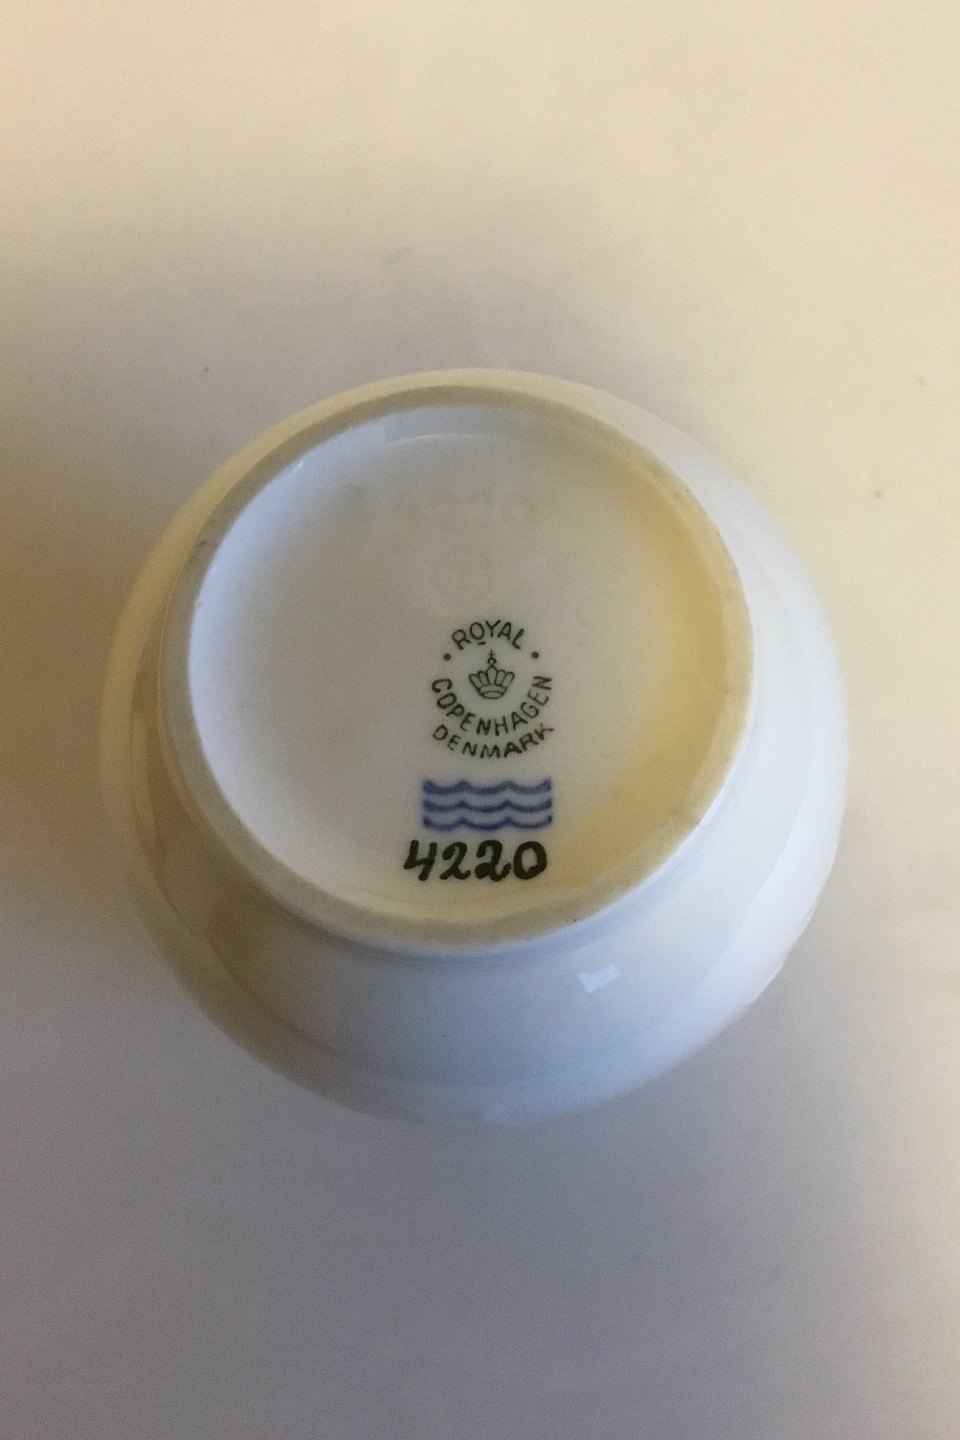 ROYAL
COPENHAGEN
DENMARK
4220